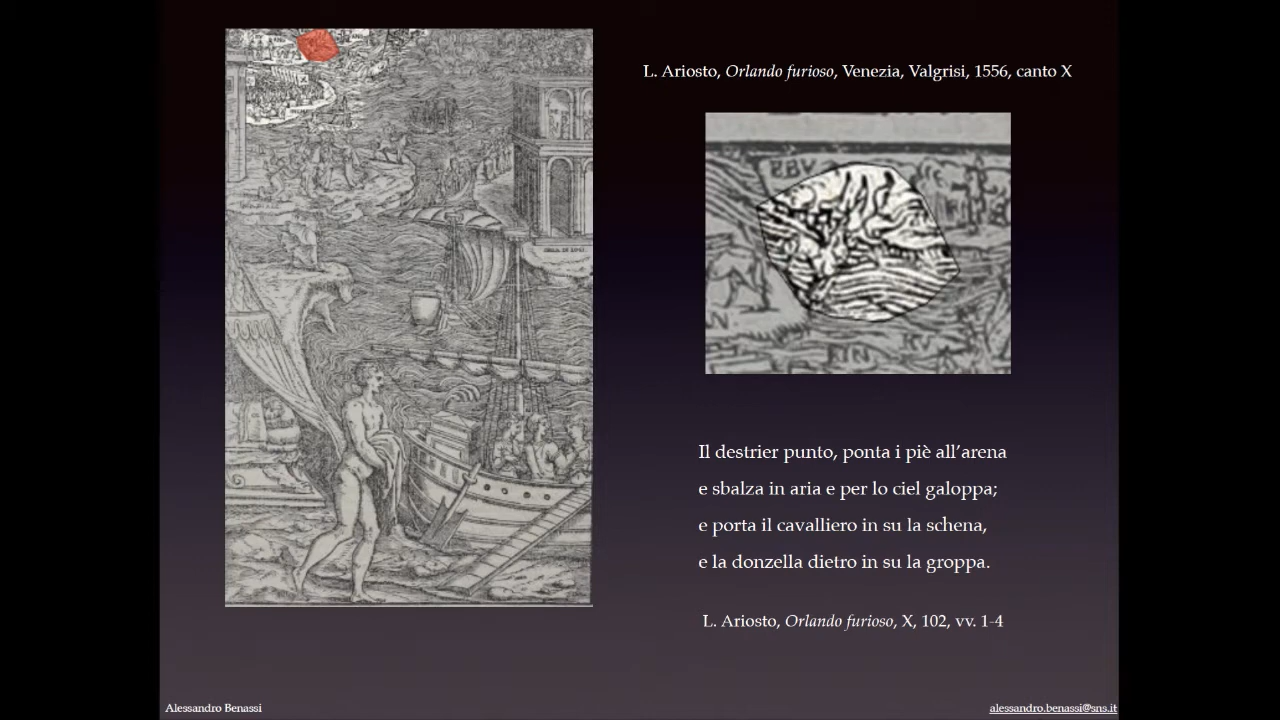 L. Ariosto, Orlando furioso, Venezia, Valgrisi, 1556, canto X
Il destrier punto, ponta i piè all’arena
e sbalza in aria e per lo ciel galoppa;
e porta il cavalliero in su la schena,
e la donzella dietro in su la groppa.
L. Ariosto, Orlando furioso, X, 102, vv. 1-4
Alessandro Benassi
alessandro.benassi@sns.it